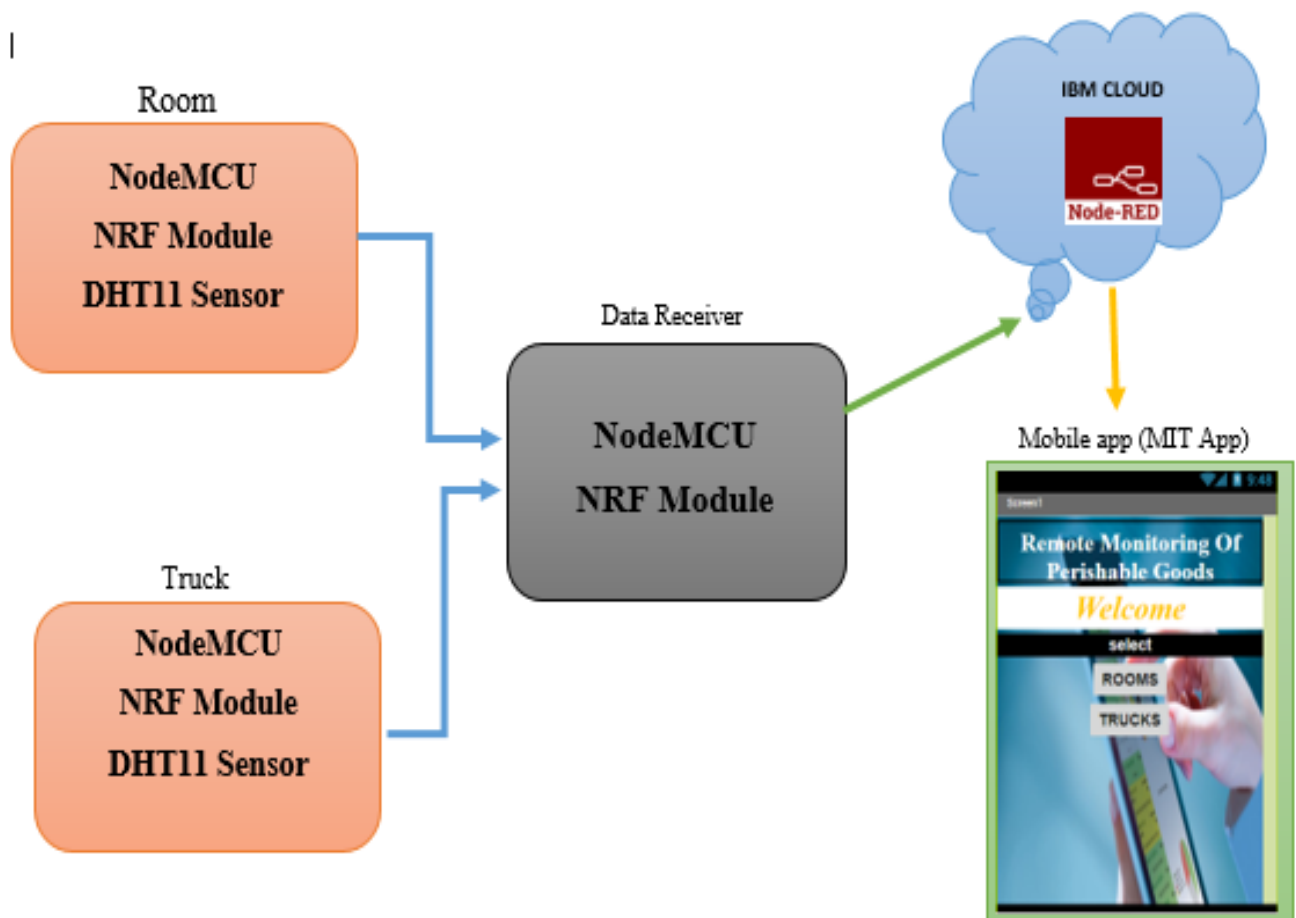 Room
NodeMCU
NRF Module
DHT11 Sensor
Truck
NodeMCU
NRF Module
DHT11 Sensor
Data Receiver
NodeMCU
NRF Module
IBM CLOUD
Node-RED
Mobile app (MIT App)
9:48
Screen1
Remote Monitoring Of
Perishable Goods
Welcome
select
ROOMS
TRUCKS